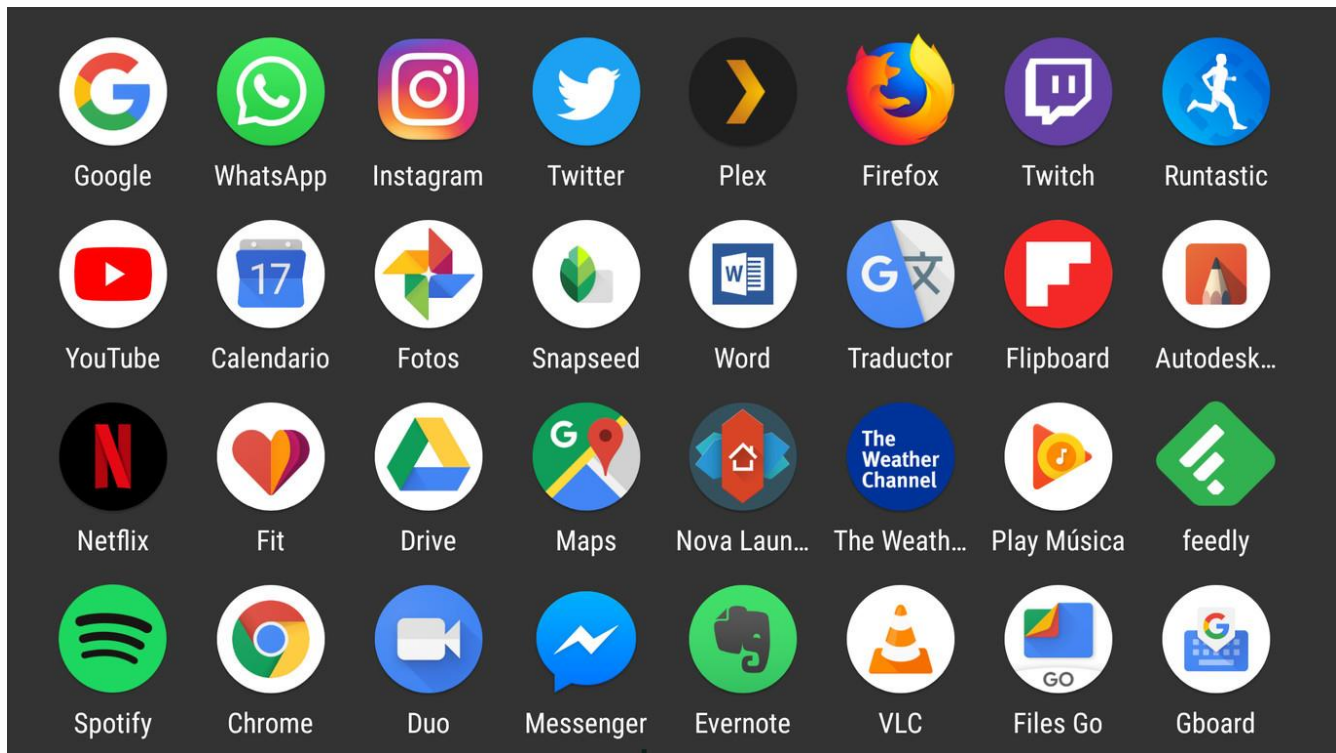 Google WhatsApp Instagram Twitter Plex Firefox Twitch Runtastic
17
W
G 文
YouTube Calendario Fotos Snapseed Word Traductor Flipboard Autodesk...
N
G
The
Weather
Channel
Netflix Fit Drive Maps Nova Laun... The Weath... Play Música feedly
GO
G
Spotify Chrome Duo Messenger Evernote VLC Files Go Gboard